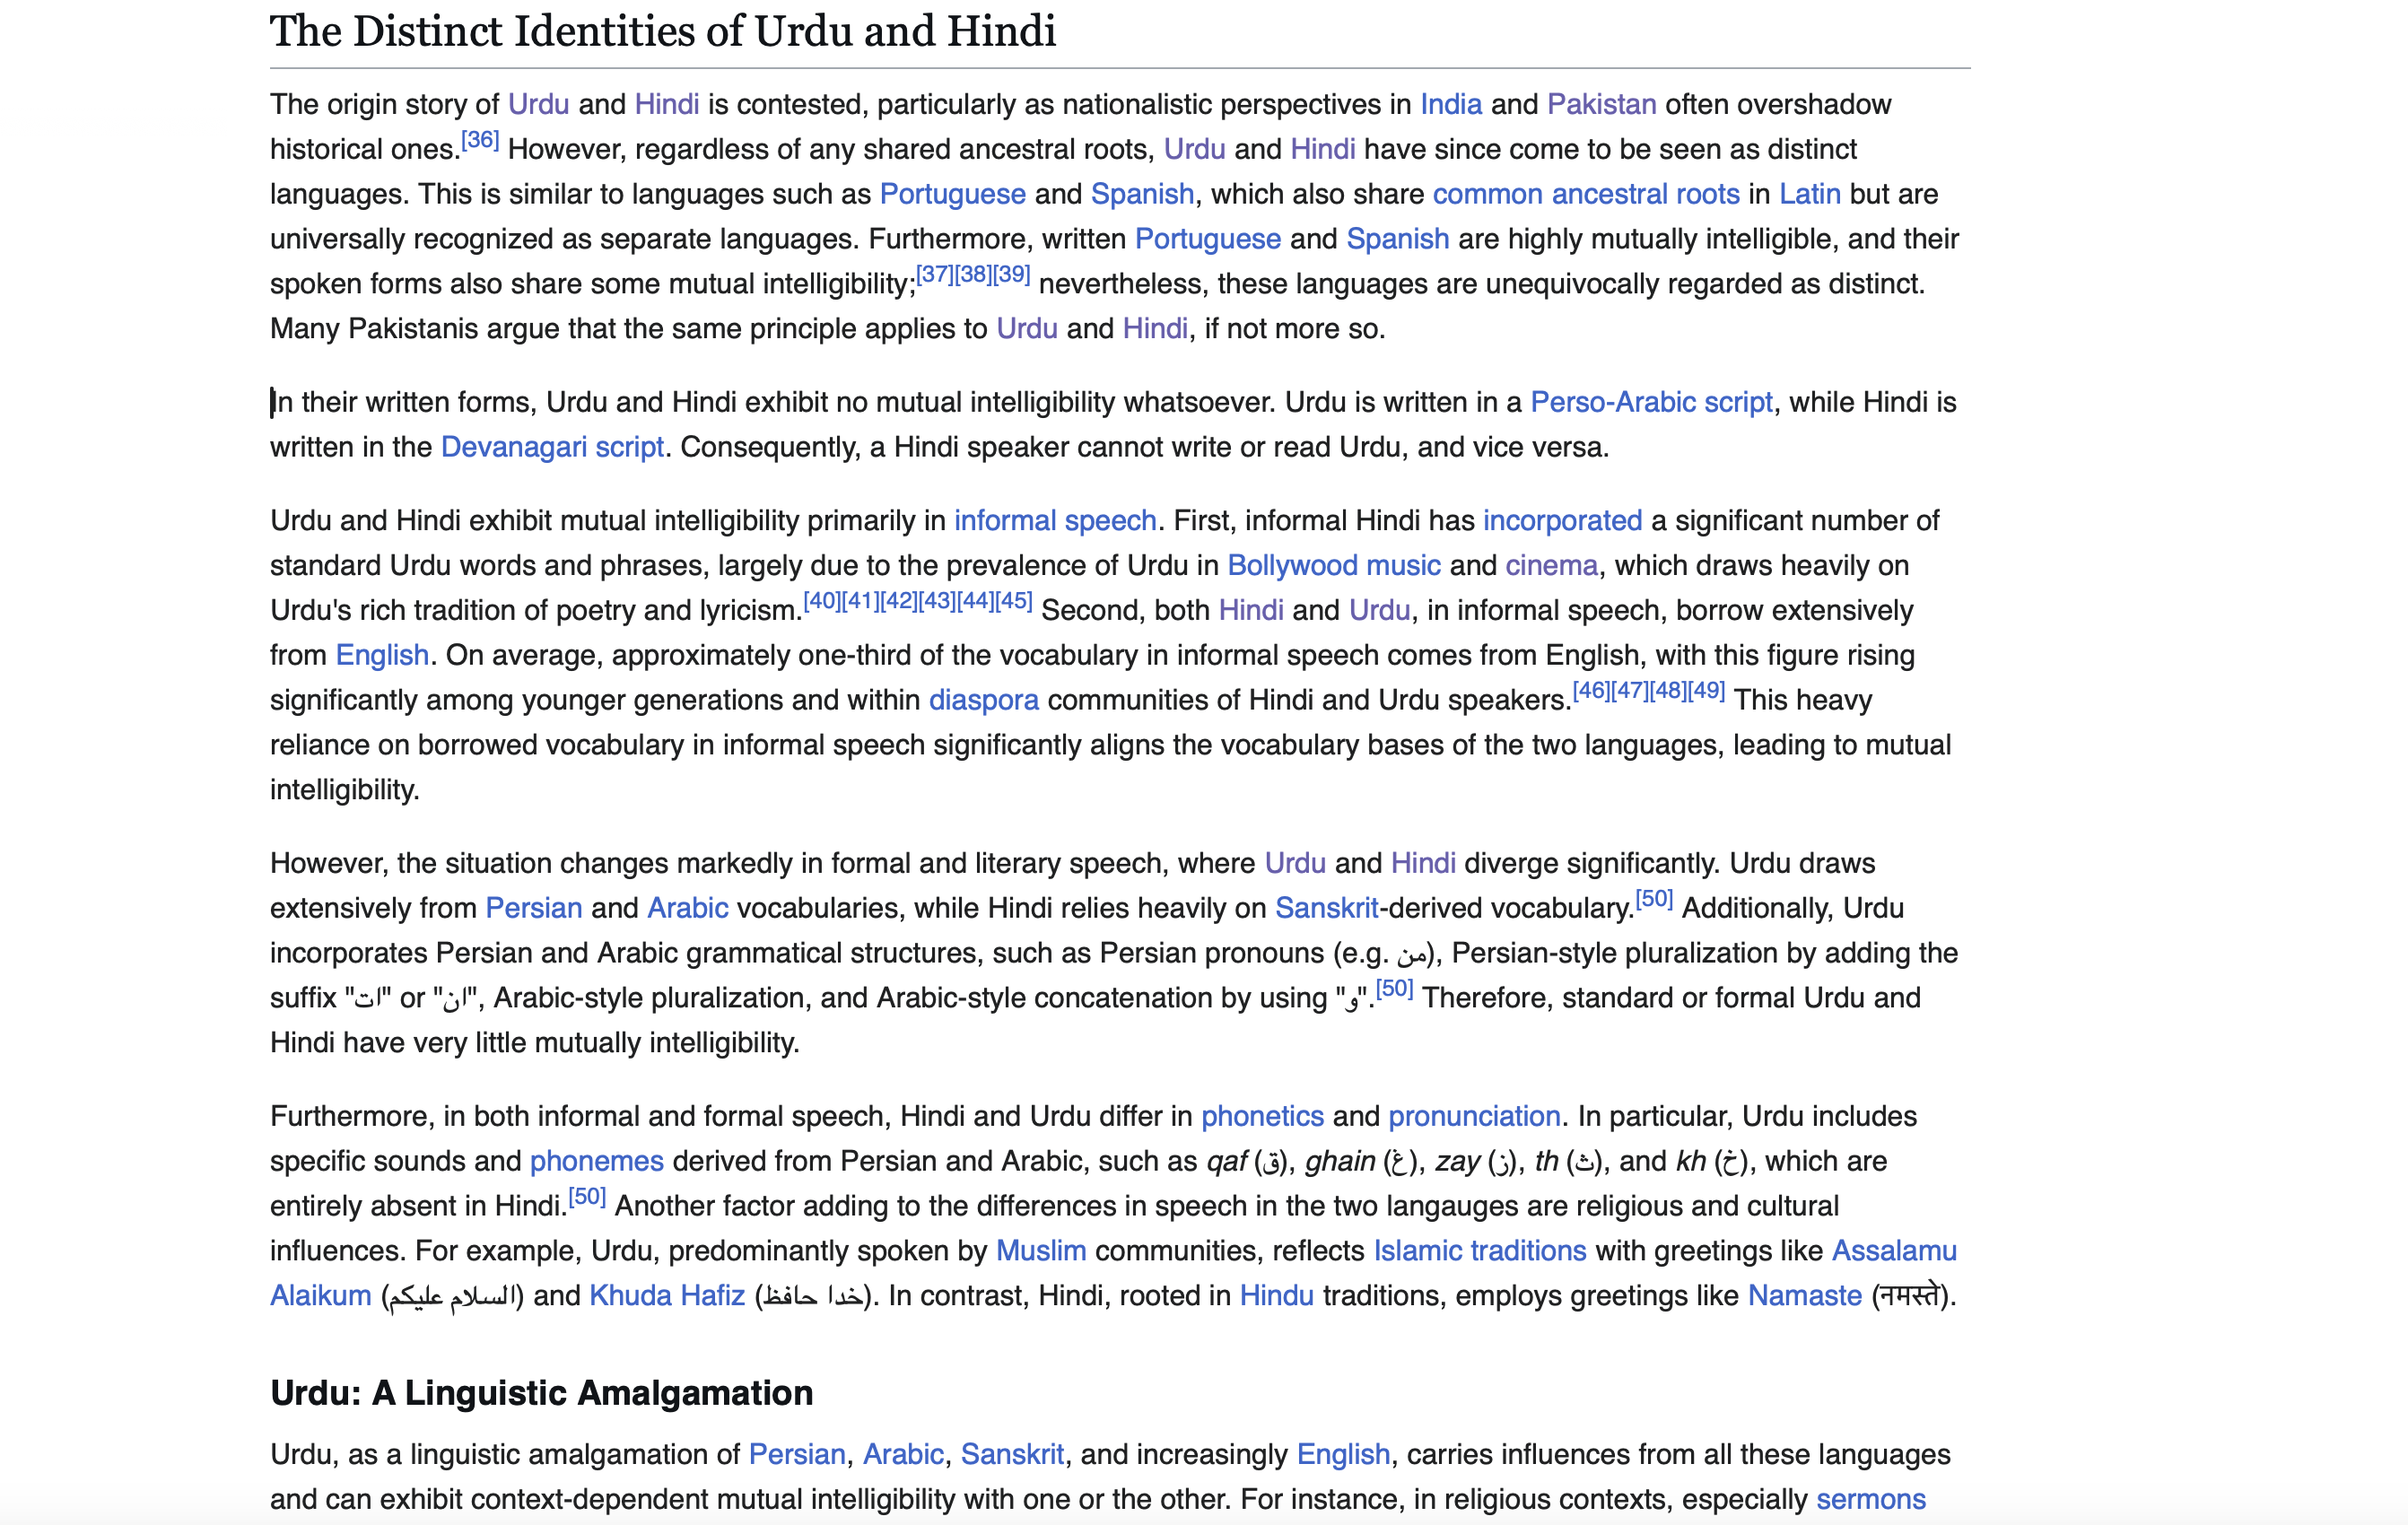 The Distinct Identities of Urdu and Hindi
The origin story of Urdu and Hindi is contested, particularly as nationalistic perspectives in India and Pakistan often overshadow
historical ones.[36] However, regardless of any shared ancestral roots, Urdu and Hindi have since come to be seen as distinct
languages. This is similar to languages such as Portuguese and Spanish, which also share common ancestral roots in Latin but are
universally recognized as separate languages. Furthermore, written Portuguese and Spanish are highly mutually intelligible, and their
spoken forms also share some mutual intelligibility;[37][38][39] nevertheless, these languages are unequivocally regarded as distinct.
Many Pakistanis argue that the same principle applies to Urdu and Hindi, if not more so.
In their written forms, Urdu and Hindi exhibit no mutual intelligibility whatsoever. Urdu is written in a Perso-Arabic script, while Hindi is
written in the Devanagari script. Consequently, a Hindi speaker cannot write or read Urdu, and vice versa.
Urdu and Hindi exhibit mutual intelligibility primarily in informal speech. First, informal Hindi has incorporated a significant number of
standard Urdu words and phrases, largely due to the prevalence of Urdu in Bollywood music and cinema, which draws heavily on
Urdu's rich tradition of poetry and lyricism.[40][41][42][43][44][45] Second, both Hindi and Urdu, in informal speech, borrow extensively
from English. On average, approximately one-third of the vocabulary in informal speech comes from English, with this figure rising
significantly among younger generations and within diaspora communities of Hindi and Urdu speakers.[46][47][48][49] This heavy
reliance on borrowed vocabulary in informal speech significantly aligns the vocabulary bases of the two languages, leading to mutual
intelligibility.
However, the situation changes markedly in formal and literary speech, where Urdu and Hindi diverge significantly. Urdu draws
extensively from Persian and Arabic vocabularies, while Hindi relies heavily on Sanskrit-derived vocabulary.[50] Additionally, Urdu
incorporates Persian and Arabic grammatical structures, such as Persian pronouns (e.g. من), Persian-style pluralization by adding the
suffix "ات" or "ان", Arabic-style pluralization, and Arabic-style concatenation by using "و".[50] Therefore, standard or formal Urdu and
Hindi have very little mutually intelligibility.
Furthermore, in both informal and formal speech, Hindi and Urdu differ in phonetics and pronunciation. In particular, Urdu includes
specific sounds and phonemes derived from Persian and Arabic, such as qaf (ق), ghain (غ), zay (ز), th (ث), and kh (خ), which are
entirely absent in Hindi.[50] Another factor adding to the differences in speech in the two langauges are religious and cultural
influences. For example, Urdu, predominantly spoken by Muslim communities, reflects Islamic traditions with greetings like Assalamu
Alaikum (السلام علیکم) and Khuda Hafiz (خدا حافظ). In contrast, Hindi, rooted in Hindu traditions, employs greetings like Namaste (नमस्ते).
Urdu: A Linguistic Amalgamation
Urdu, as a linguistic amalgamation of Persian, Arabic, Sanskrit, and increasingly English, carries influences from all these languages
and can exhibit context-dependent mutual intelligibility with one or the other. For instance, in religious contexts, especially sermons